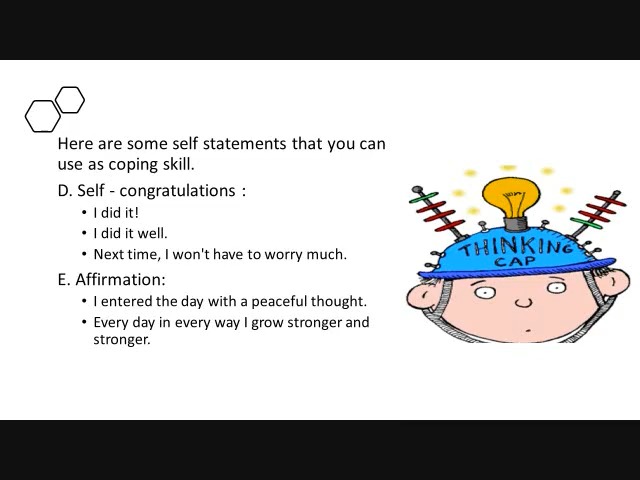 Here are some self statements that you can
use as coping skill.
D. Self - congratulations :
• I did it!
• I did it well.
• Next time, I won't have to worry much.
E. Affirmation:
• I entered the day with a peaceful thought.
• Every day in every way I grow stronger and
stronger.
THINKING
CAP